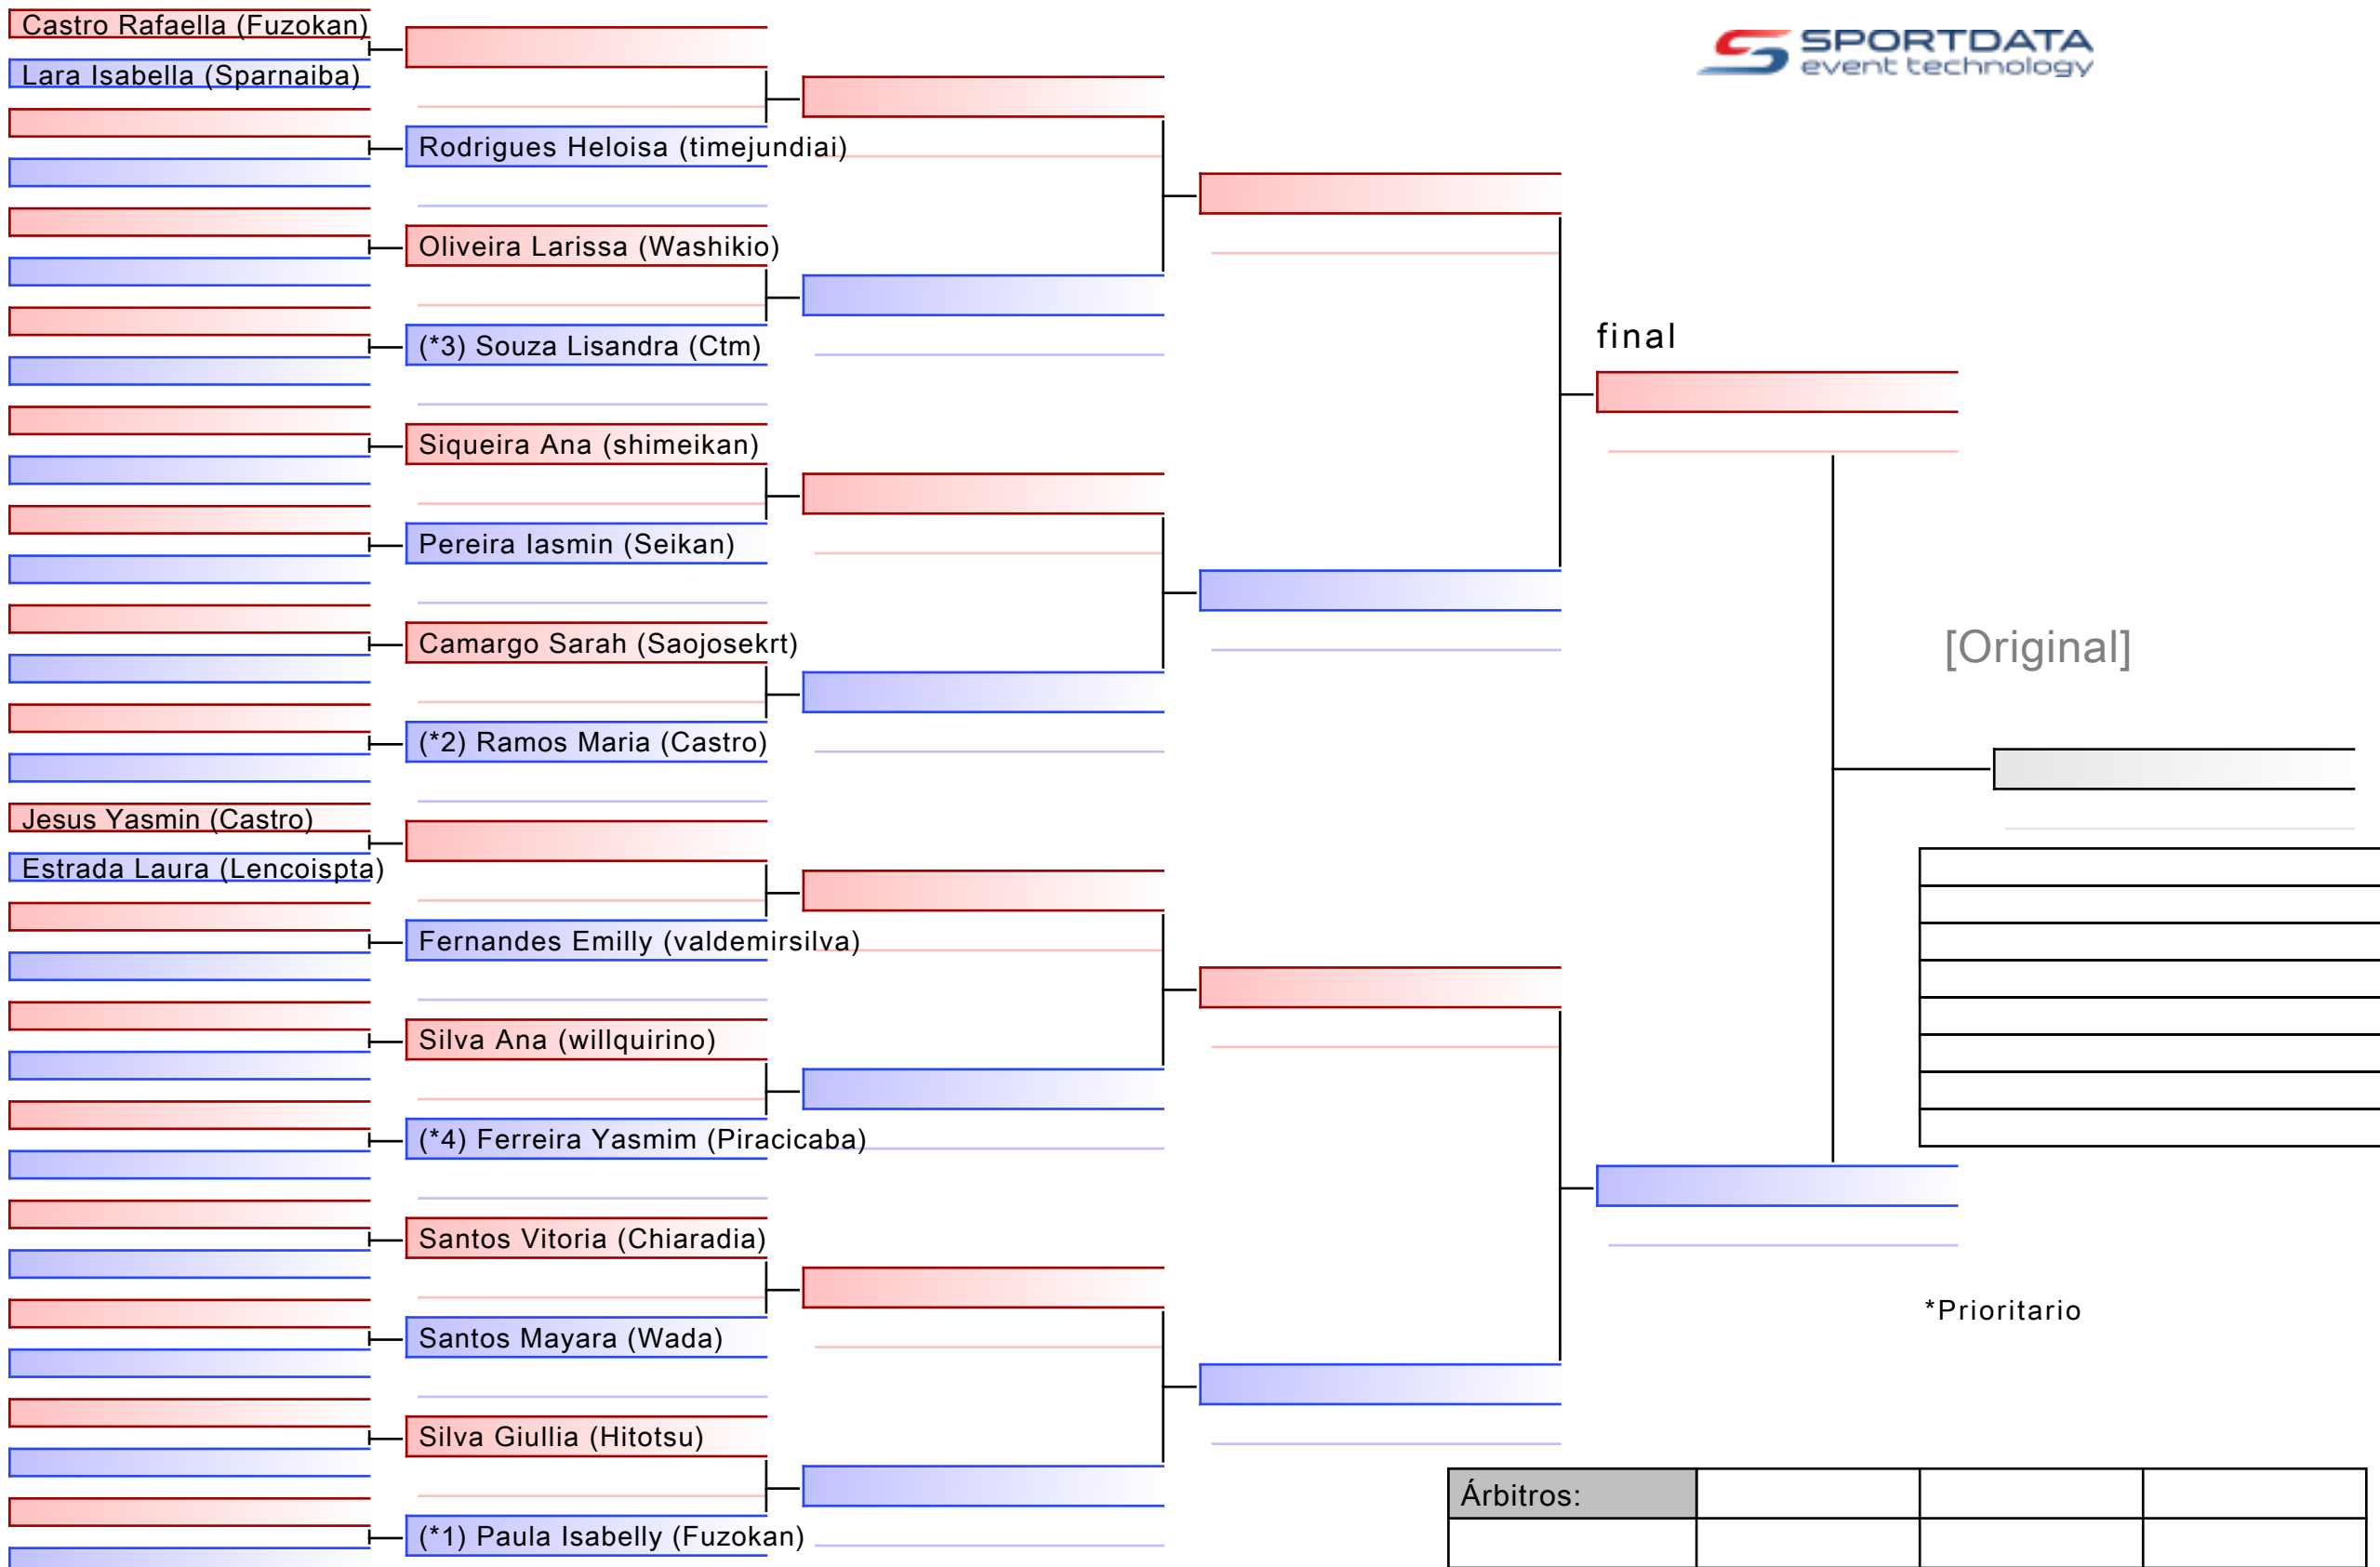 Castro Rafaella (Fuzokan)
Lara Isabella (Sparnaiba)
Rodrigues Heloisa (timejundiai)
Oliveira Larissa (Washikio)
(*3) Souza Lisandra (Ctm)
Siqueira Ana (shimeikan)
Pereira Iasmin (Seikan)
Camargo Sarah (Saojosekrt)
(*2) Ramos Maria (Castro)
Jesus Yasmin (Castro)
Estrada Laura (Lencoispta)
Fernandes Emilly (valdemirsilva)
Silva Ana (willquirino)
(*4) Ferreira Yasmim (Piracicaba)
Santos Vitoria (Chiaradia)
Santos Mayara (Wada)
Silva Giullia (Hitotsu)
(*1) Paula Isabelly (Fuzokan)
SPORTDATA
event technology
final
[Original]
*Prioritario
Árbitros: